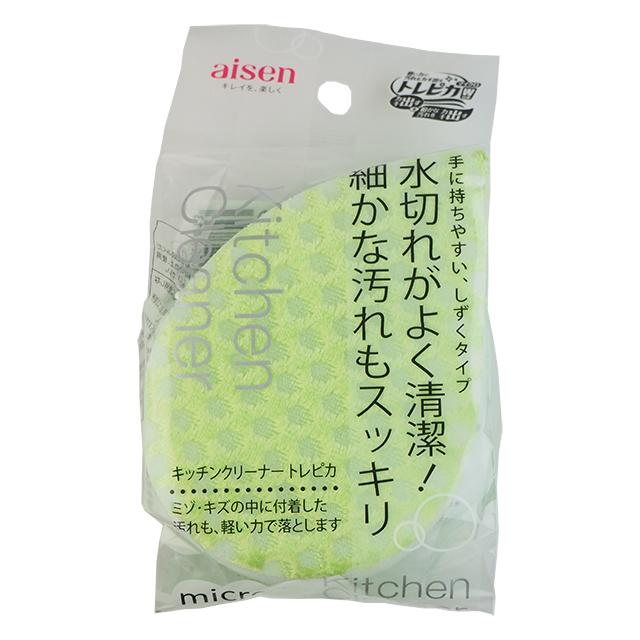 aisen
キレイを、楽しく
トレピカ
手に持ちやすい、しずくタイプ
水切れがよく清潔!
細かな汚れもスッキリ
Kitchen
Cleaner
キッチンクリーナートレピカ
ミゾ・キズの中に付着した
汚れも、軽い力で落とします
Kitchen